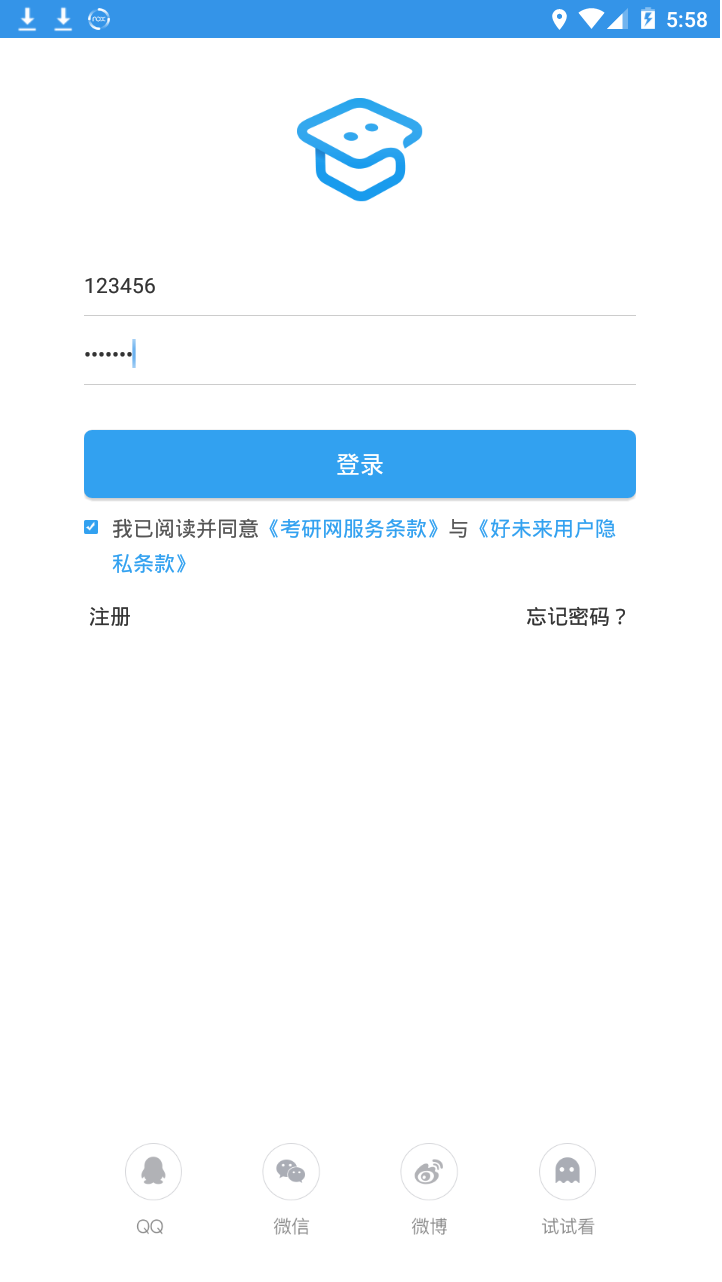 5:58
123456
•••••••
登录
我已阅读并同意《考研网服务条款》与《好未来用户隐
私条款》
注册 忘记密码？
QQ 微信 微博 试试看